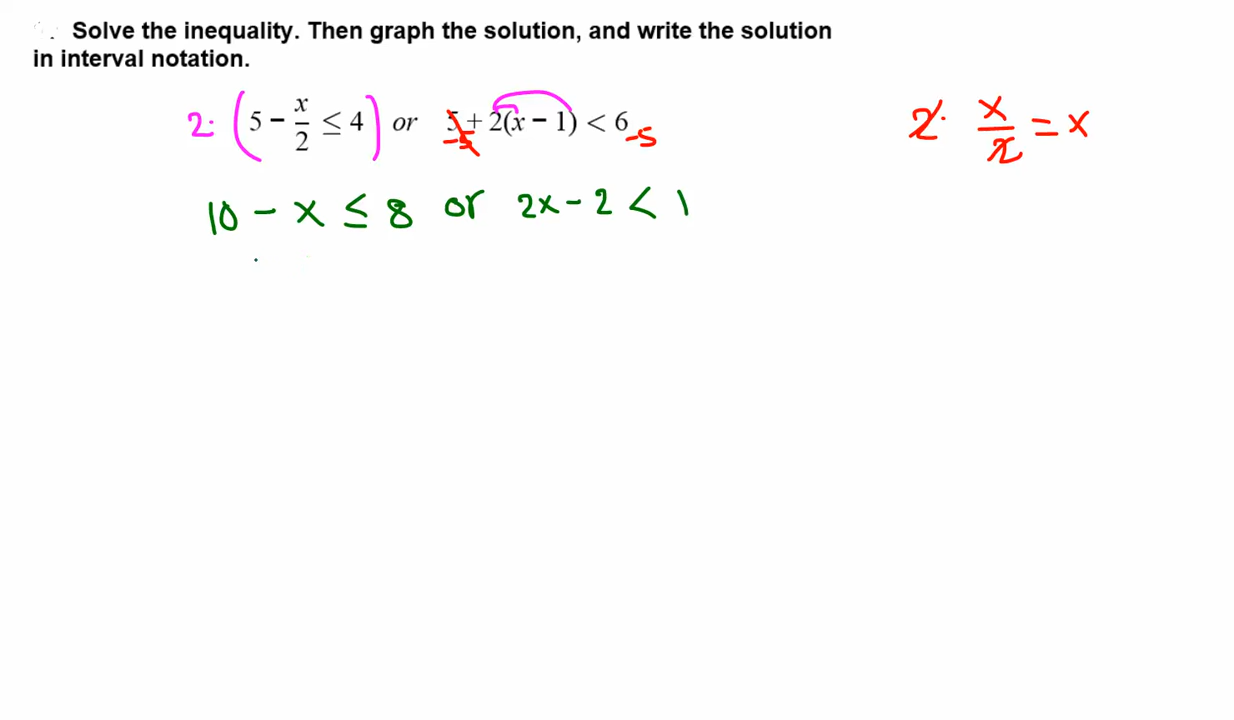 Solve the inequality. Then graph the solution, and write the solution
in interval notation.
2·(5 − x/2 ≤ 4) or 5 + 2(x − 1) < 6 2· x/2 = x
−5 −5
10 − x ≤ 8 or 2x − 2 < 1